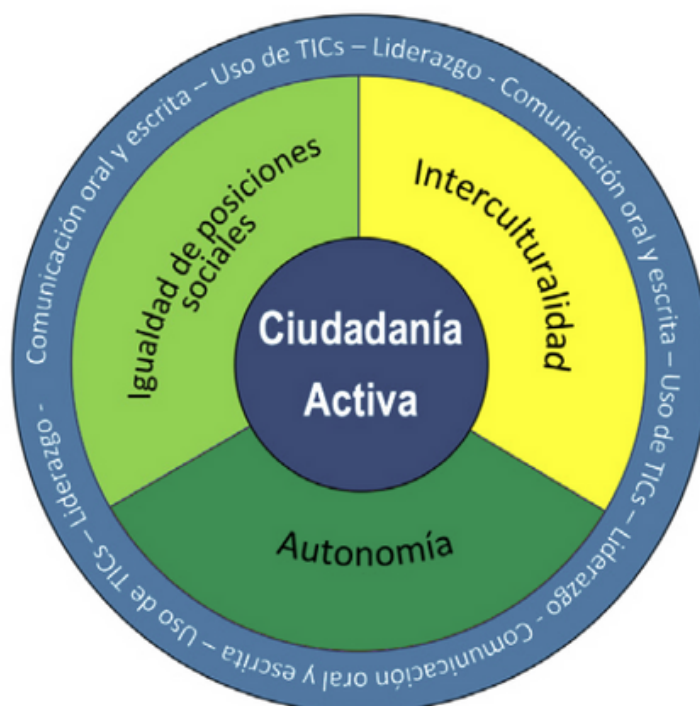 Comunicación oral y escrita – Uso de TICs – Liderazgo - Comunicación oral y escrita – Uso de TICs – Liderazgo - Comunicación oral y escrita – Uso de TICs – Liderazgo -
Igualdad de posiciones
sociales
Interculturalidad
Ciudadanía
Activa
Autonomía